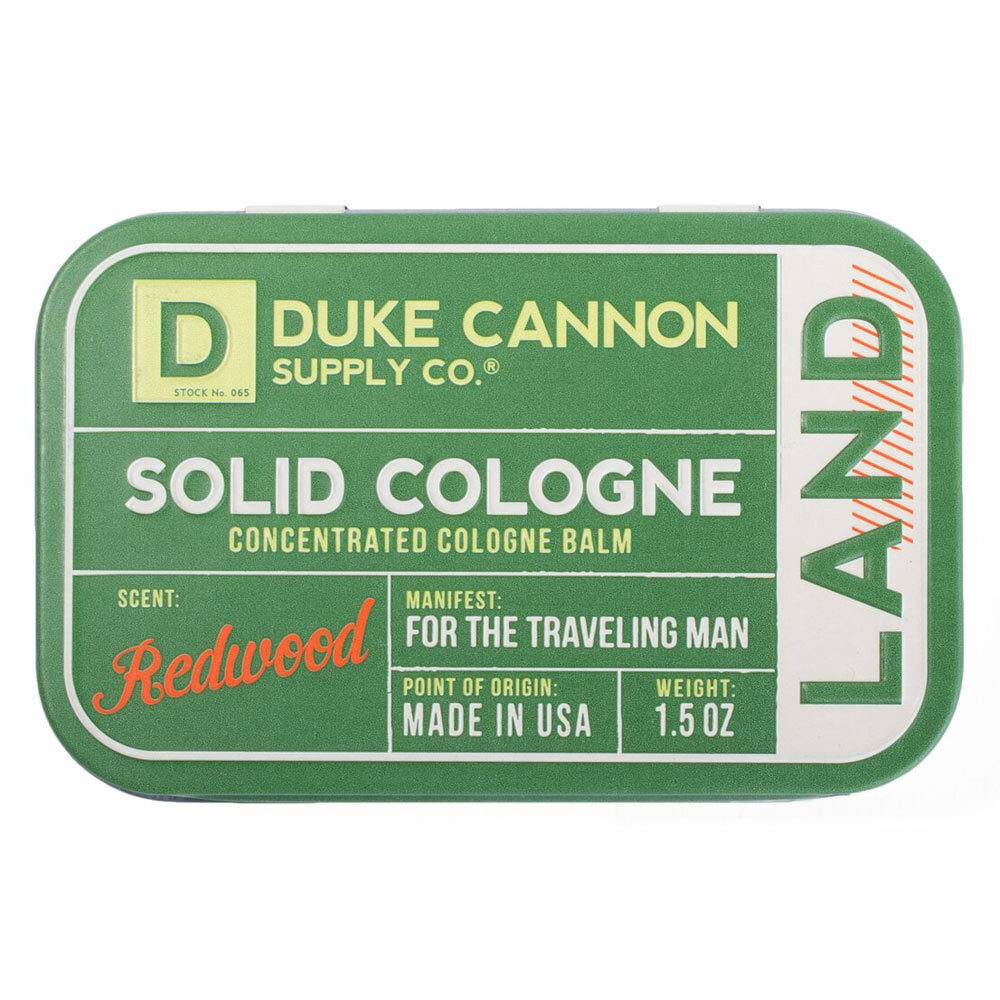 D
STOCK No. 065
DUKE CANNON
SUPPLY CO.®
SOLID COLOGNE
CONCENTRATED COLOGNE BALM
SCENT:
Redwood
MANIFEST:
FOR THE TRAVELING MAN
POINT OF ORIGIN:
MADE IN USA
WEIGHT:
1.5 OZ
LAND